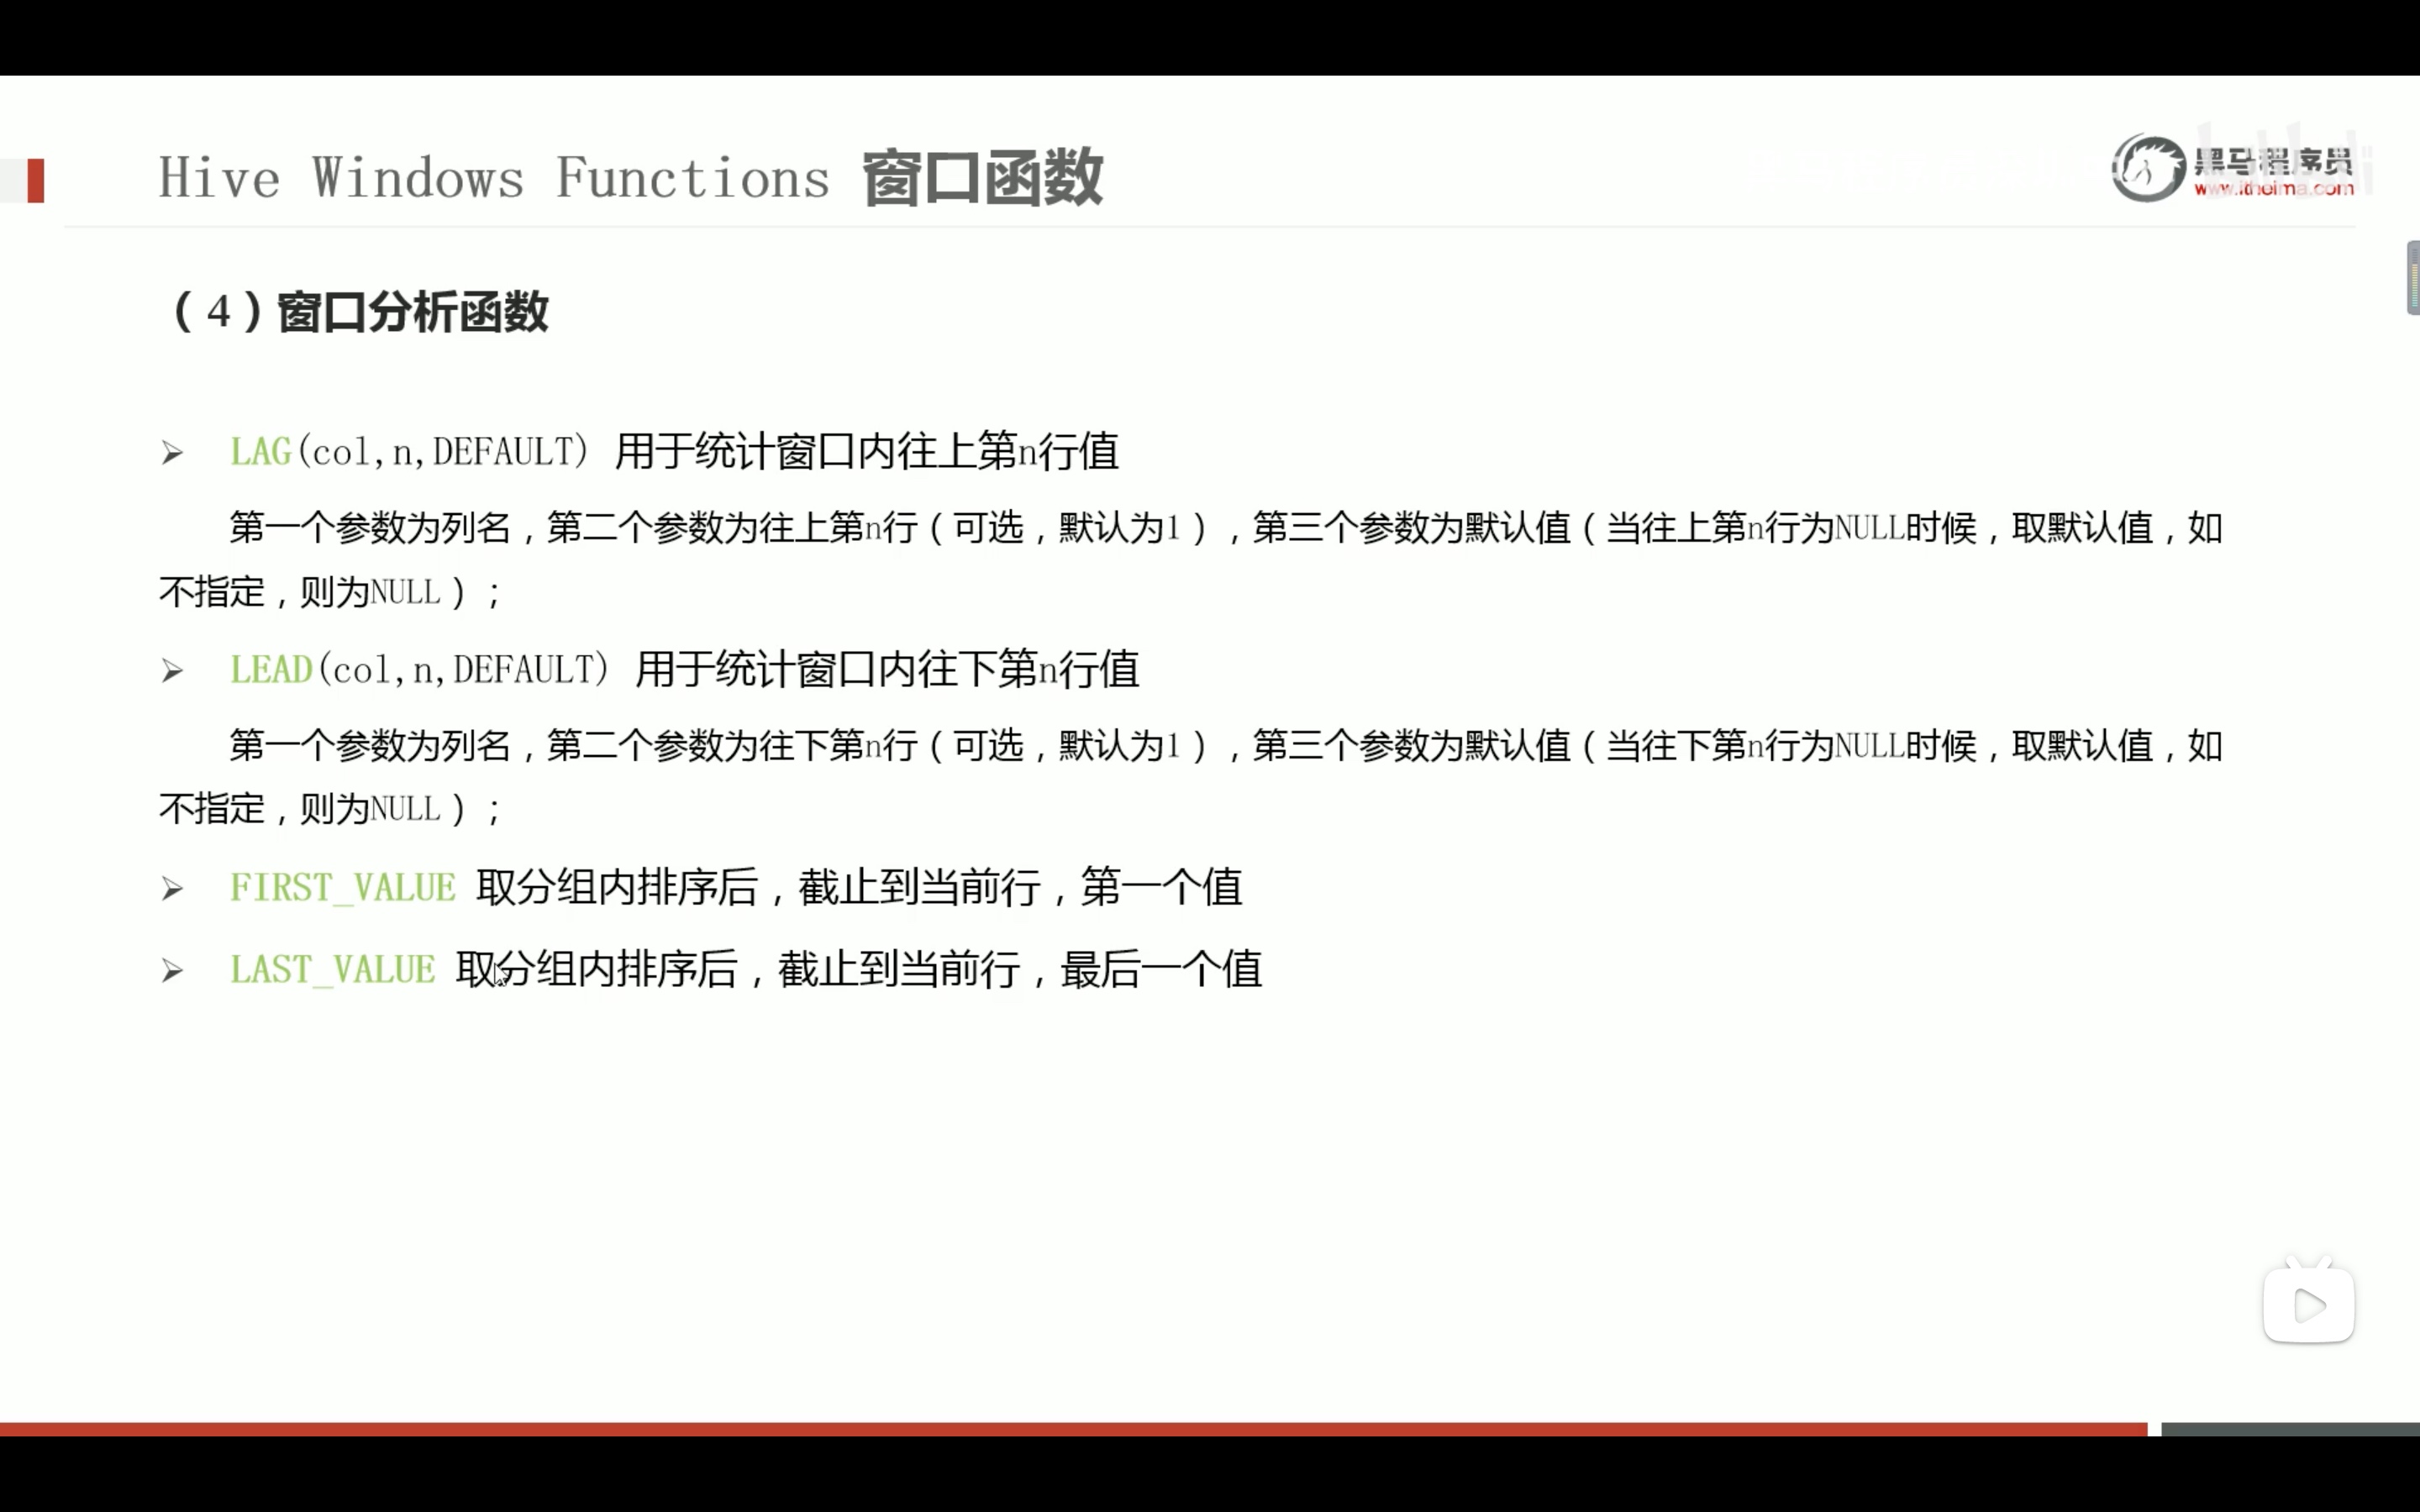 Hive Windows Functions 窗口函数
黑马程序员
www.itheima.com
（4）窗口分析函数
LAG(col,n,DEFAULT) 用于统计窗口内往上第n行值
第一个参数为列名，第二个参数为往上第n行（可选，默认为1），第三个参数为默认值（当往上第n行为NULL时候，取默认值，如
不指定，则为NULL）；
LEAD(col,n,DEFAULT) 用于统计窗口内往下第n行值
第一个参数为列名，第二个参数为往下第n行（可选，默认为1），第三个参数为默认值（当往下第n行为NULL时候，取默认值，如
不指定，则为NULL）；
FIRST_VALUE 取分组内排序后，截止到当前行，第一个值
LAST_VALUE 取分组内排序后，截止到当前行，最后一个值